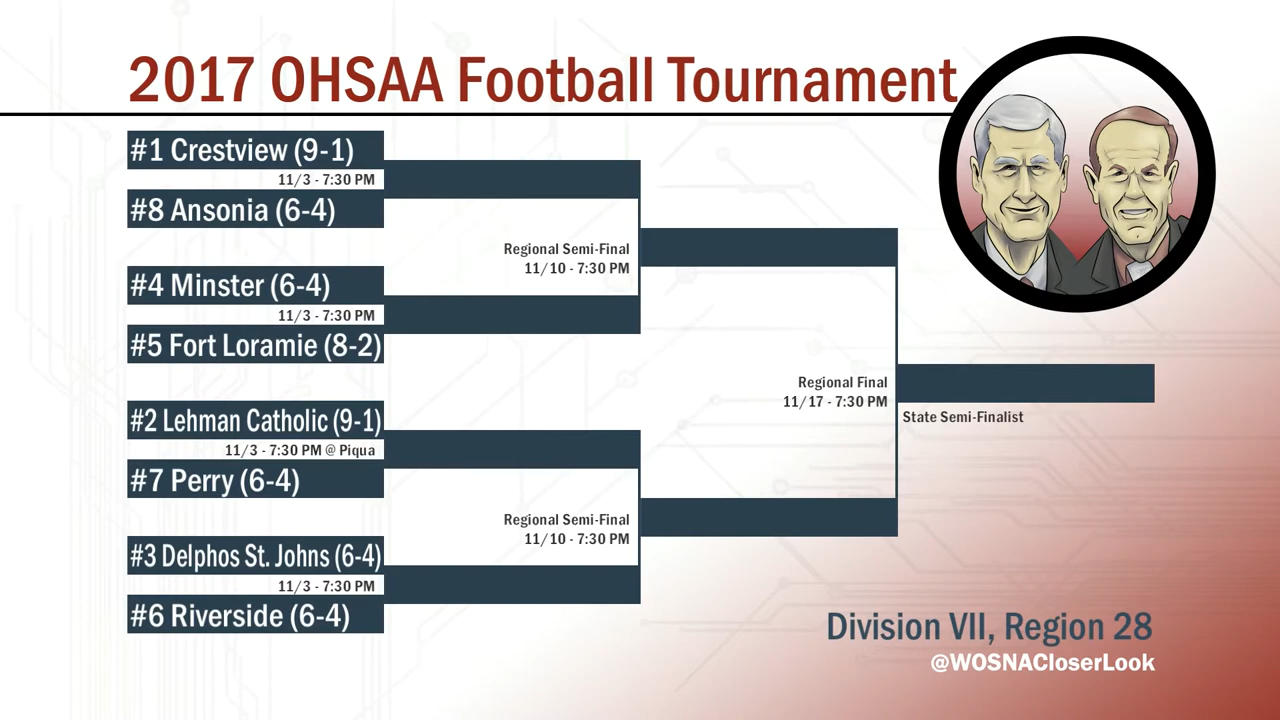 2017 OHSAA Football Tournament
#1 Crestview (9-1)
11/3 - 7:30 PM
#8 Ansonia (6-4)
Regional Semi-Final
11/10 - 7:30 PM
#4 Minster (6-4)
11/3 - 7:30 PM
#5 Fort Loramie (8-2)
Regional Final
11/17 - 7:30 PM
State Semi-Finalist
#2 Lehman Catholic (9-1)
11/3 - 7:30 PM @ Piqua
#7 Perry (6-4)
Regional Semi-Final
11/10 - 7:30 PM
#3 Delphos St. Johns (6-4)
11/3 - 7:30 PM
#6 Riverside (6-4)
Division VII, Region 28
@WOSNACloserLook